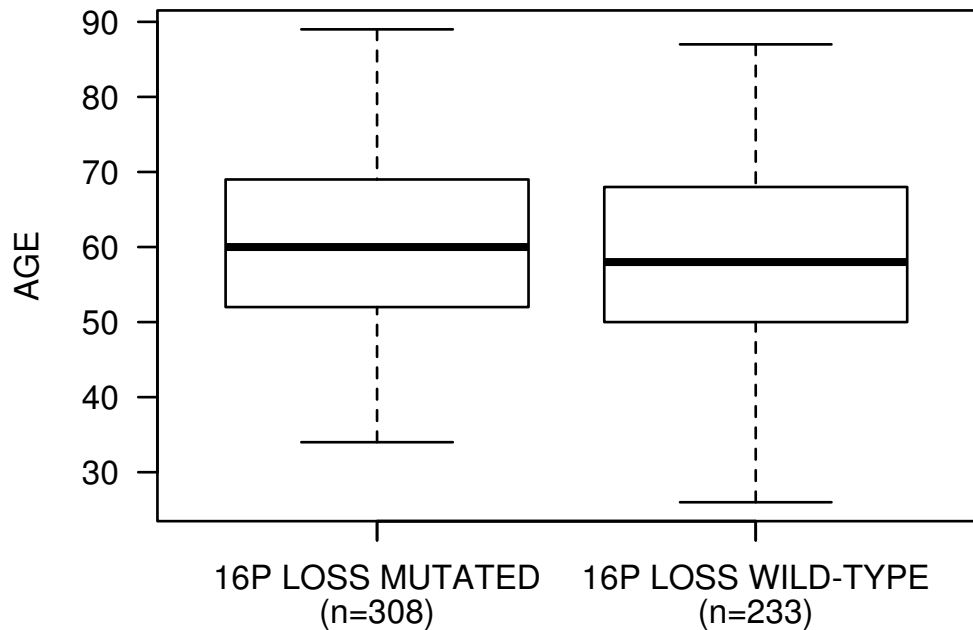 90
80
70
60
50
40
30
AGE
16P LOSS MUTATED
(n=308)
16P LOSS WILD-TYPE
(n=233)